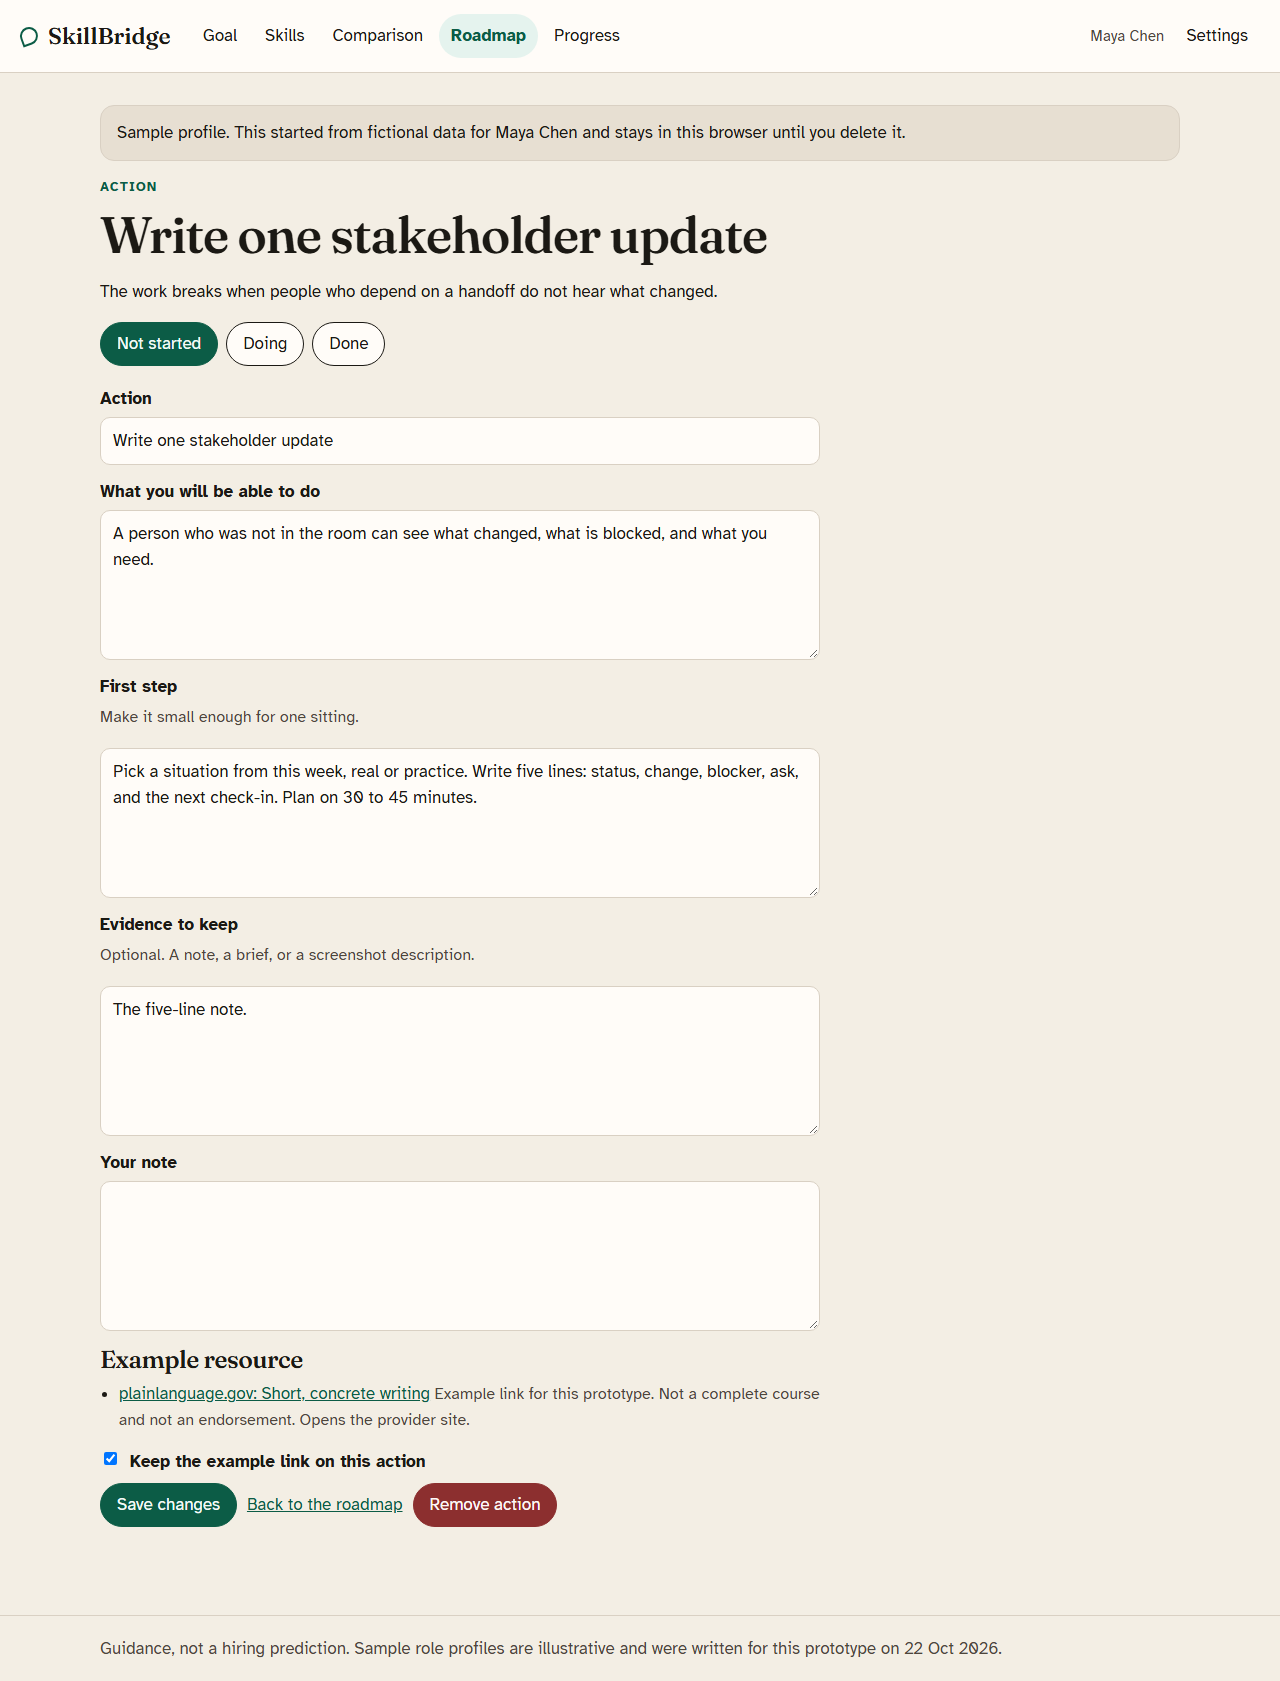 SkillBridge Goal Skills Comparison Roadmap Progress Maya Chen Settings
Sample profile. This started from fictional data for Maya Chen and stays in this browser until you delete it.
ACTION
Write one stakeholder update
The work breaks when people who depend on a handoff do not hear what changed.
Not started Doing Done
Action
Write one stakeholder update
What you will be able to do
A person who was not in the room can see what changed, what is blocked, and what you
need.
First step
Make it small enough for one sitting.
Pick a situation from this week, real or practice. Write five lines: status, change, blocker, ask,
and the next check-in. Plan on 30 to 45 minutes.
Evidence to keep
Optional. A note, a brief, or a screenshot description.
The five-line note.
Your note
Example resource
plainlanguage.gov: Short, concrete writing Example link for this prototype. Not a complete course
and not an endorsement. Opens the provider site.
Keep the example link on this action
Save changes Back to the roadmap Remove action
Guidance, not a hiring prediction. Sample role profiles are illustrative and were written for this prototype on 22 Oct 2026.